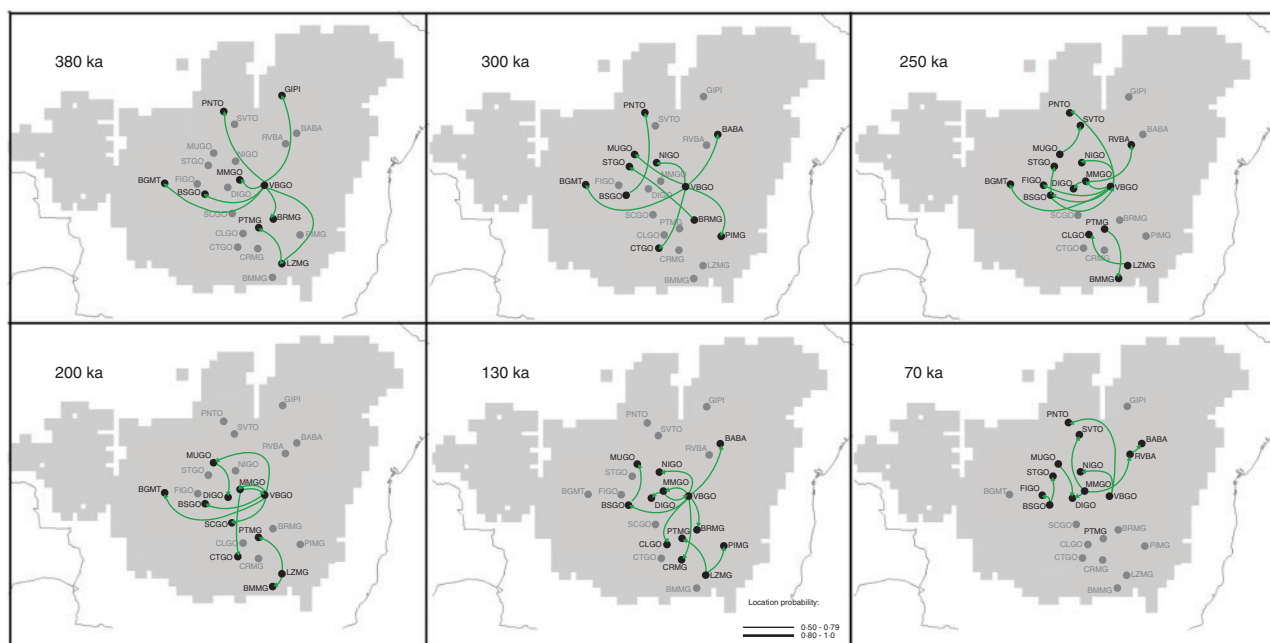 380 ka
GIPI
PNTO
SVTO
BABA
RVBA
MUGO
NIGO
STGO
MMGO
BGMT
FIGO
VBGO
BSGO
DIGO
SCGO
PTMG
BRMG
CLGO
PIMG
CTGO
CRMG
LZMG
BMMG
300 ka
GIPI
PNTO
SVTO
BABA
RVBA
MUGO
NIGO
STGO
MMGO
BGMT
FIGO
VBGO
BSGO
DIGO
SCGO
PTMG
BRMG
CLGO
PIMG
CTGO
CRMG
LZMG
BMMG
250 ka
GIPI
PNTO
SVTO
BABA
RVBA
MUGO
NIGO
STGO
MMGO
BGMT
FIGO
DIGO
VBGO
BSGO
SCGO
PTMG
BRMG
CLGO
PIMG
CTGO
CRMG
LZMG
BMMG
200 ka
GIPI
PNTO
SVTO
BABA
RVBA
MUGO
NIGO
STGO
MMGO
BGMT
FIGO
DIGO
VBGO
BSGO
SCGO
PTMG
BRMG
CLGO
PIMG
CTGO
CRMG
LZMG
BMMG
130 ka
GIPI
PNTO
SVTO
BABA
RVBA
MUGO
NIGO
STGO
MMGO
BGMT
FIGO
VBGO
BSGO
DIGO
SCGO
PTMG
BRMG
CLGO
PIMG
CTGO
CRMG
LZMG
BMMG
Location probability:
0·50 - 0·79
0·80 - 1·0
70 ka
GIPI
PNTO
SVTO
BABA
RVBA
MUGO
NIGO
STGO
MMGO
BGMT
FIGO
VBGO
BSGO
DIGO
SCGO
PTMG
BRMG
CLGO
PIMG
CTGO
CRMG
LZMG
BMMG